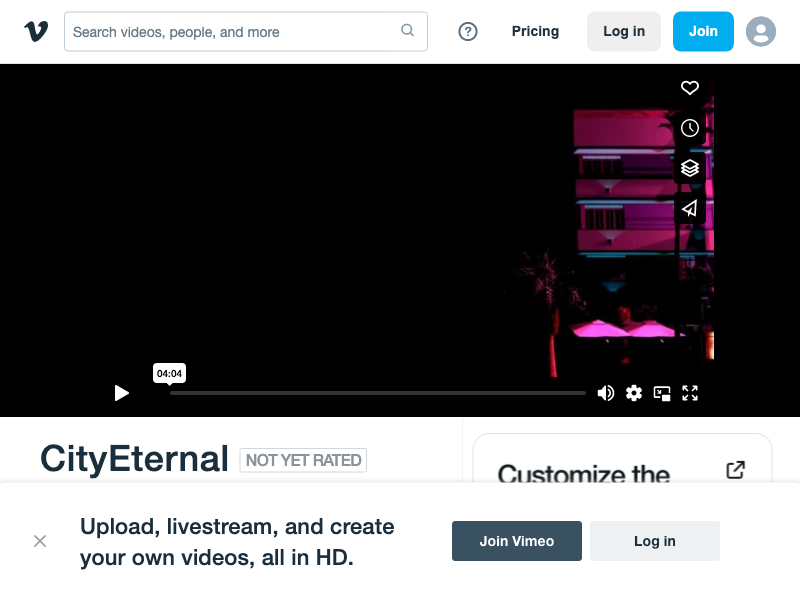 Search videos, people, and more
Pricing
Log in
Join
04:04
CityEternal
NOT YET RATED
Customize the
Upload, livestream, and create
your own videos, all in HD.
Join Vimeo
Log in